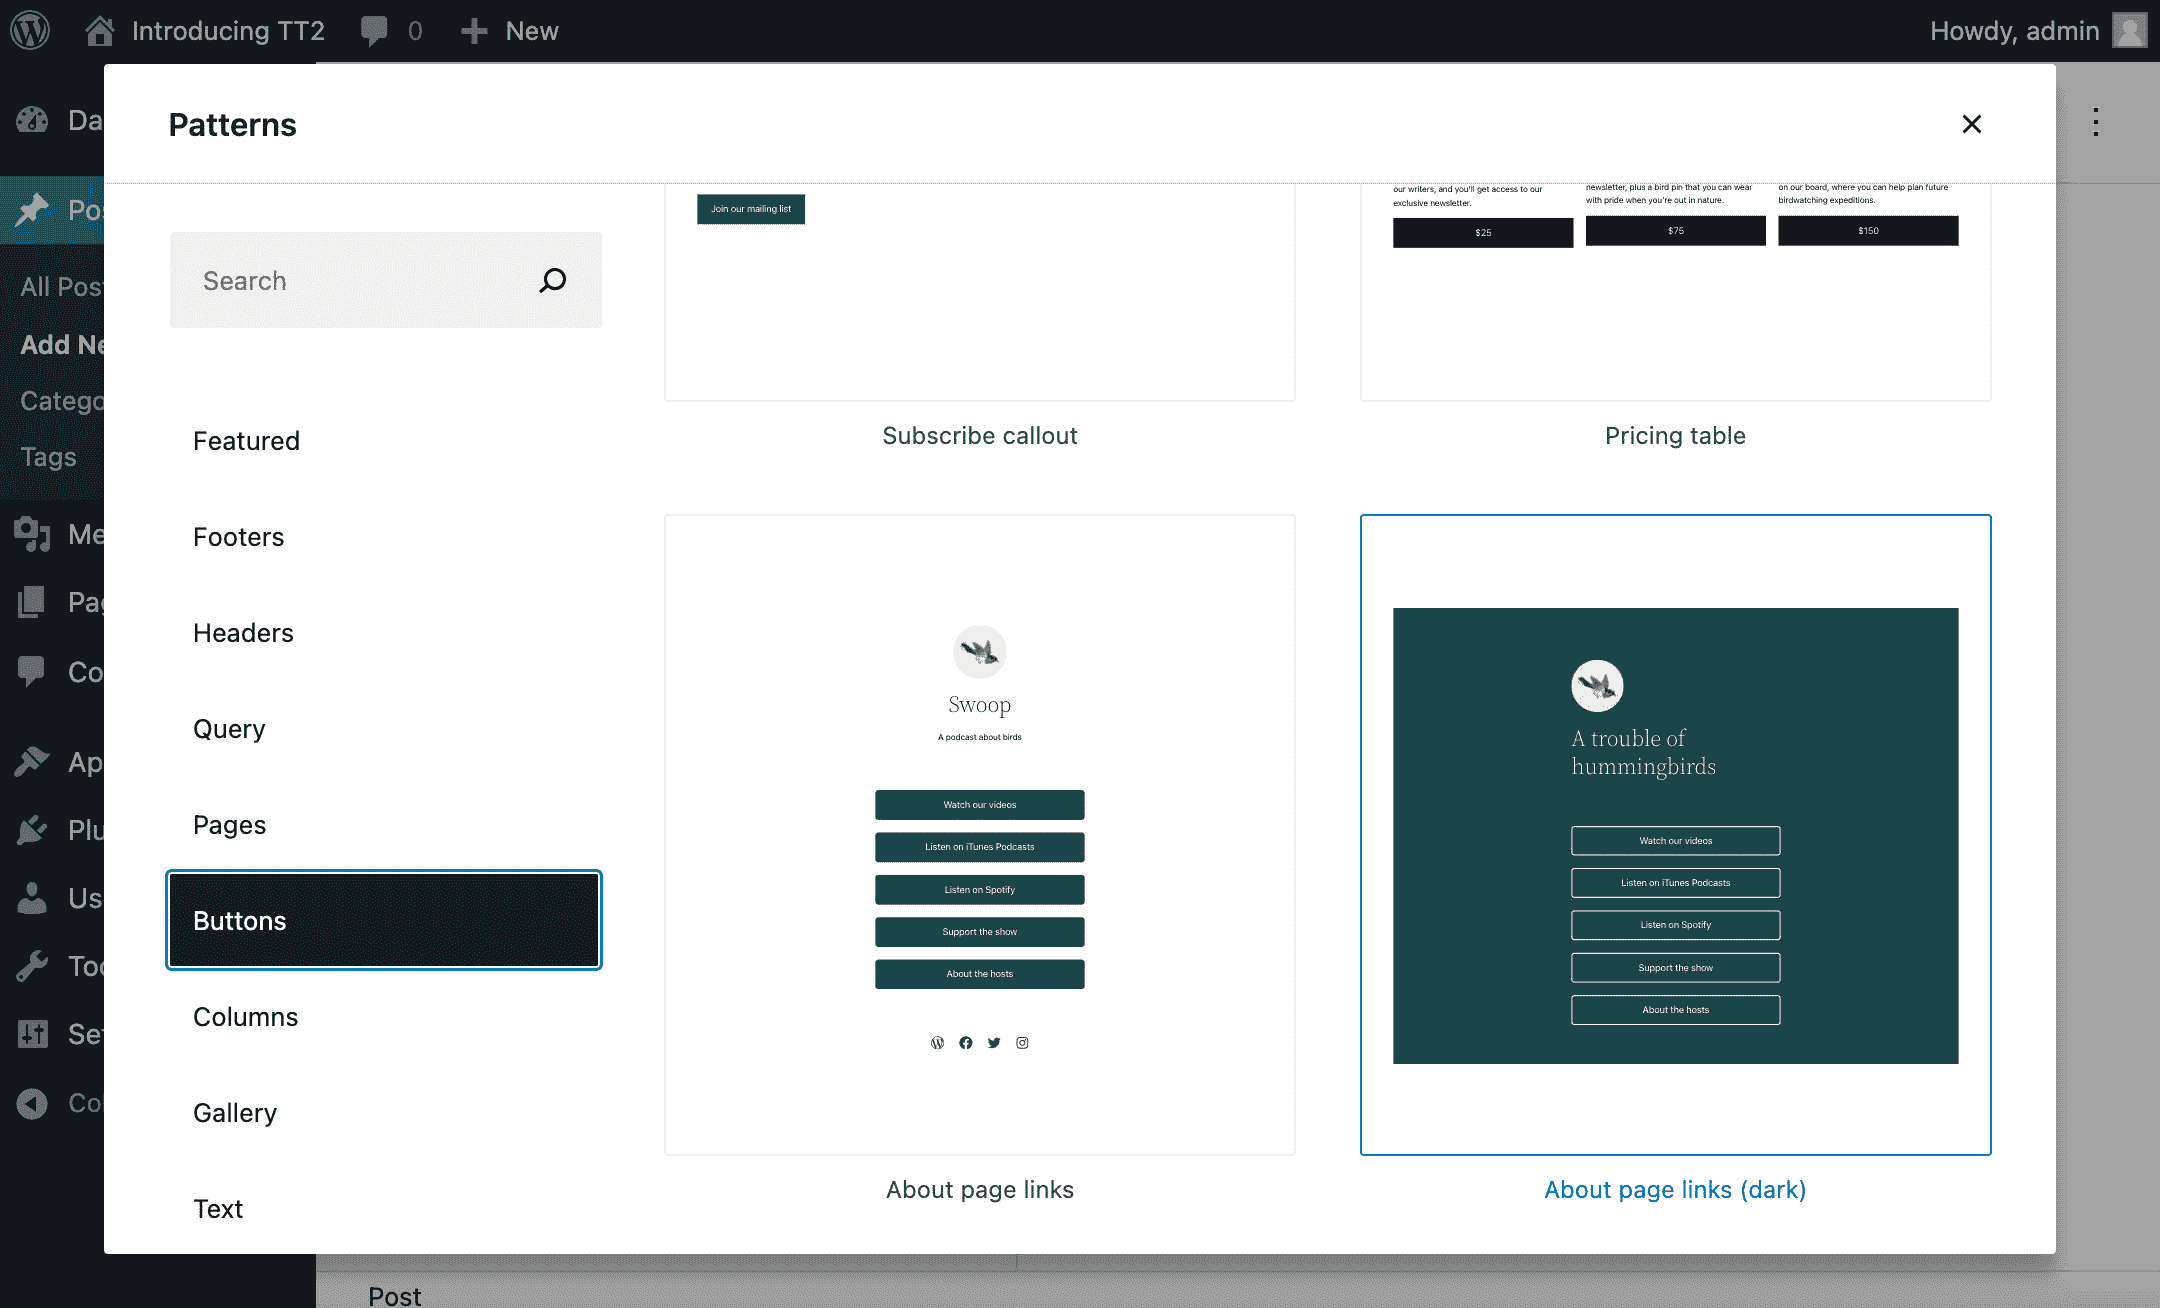 Introducing TT2
0
New
Howdy, admin
Patterns
Da
Pos
All Pos
Add Ne
Catego
Tags
Me
Pag
Co
Ap
Plu
Us
Too
Set
Co
Search
Featured
Footers
Headers
Query
Pages
Buttons
Columns
Gallery
Text
Join our mailing list
Subscribe callout
our writers, and you'll get access to our
exclusive newsletter.
$25
newsletter, plus a bird pin that you can wear
with pride when you're out in nature.
$75
on our board, where you can help plan future
birdwatching expeditions.
$150
Pricing table
Swoop
A podcast about birds
Watch our videos
Listen on iTunes Podcasts
Listen on Spotify
Support the show
About the hosts
About page links
A trouble of
hummingbirds
Watch our videos
Listen on iTunes Podcasts
Listen on Spotify
Support the show
About the hosts
About page links (dark)
Post